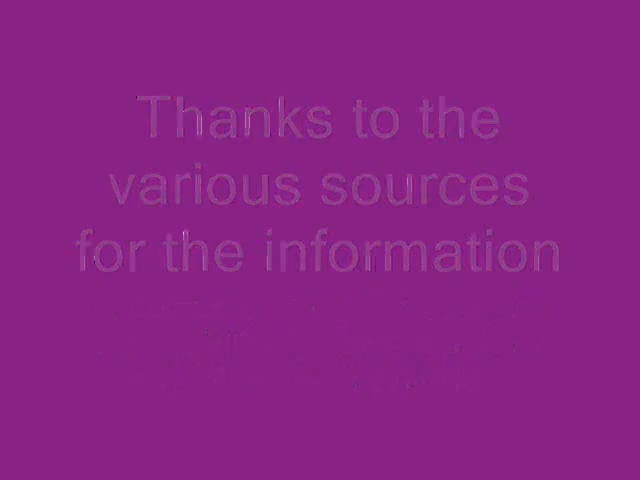 Thanks to the
various sources
for the information